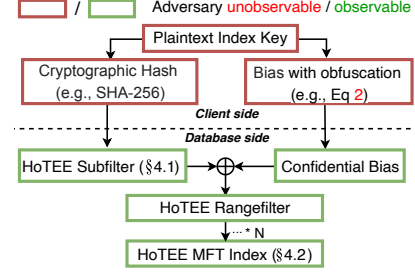 / Adversary unobservable / observable
Plaintext Index Key
Cryptographic Hash
(e.g., SHA-256)
Bias with obfuscation
(e.g., Eq 2)
Client side
Database side
HoTEE Subfilter (§4.1)
Confidential Bias
HoTEE Rangefilter
... * N
HoTEE MFT Index (§4.2)